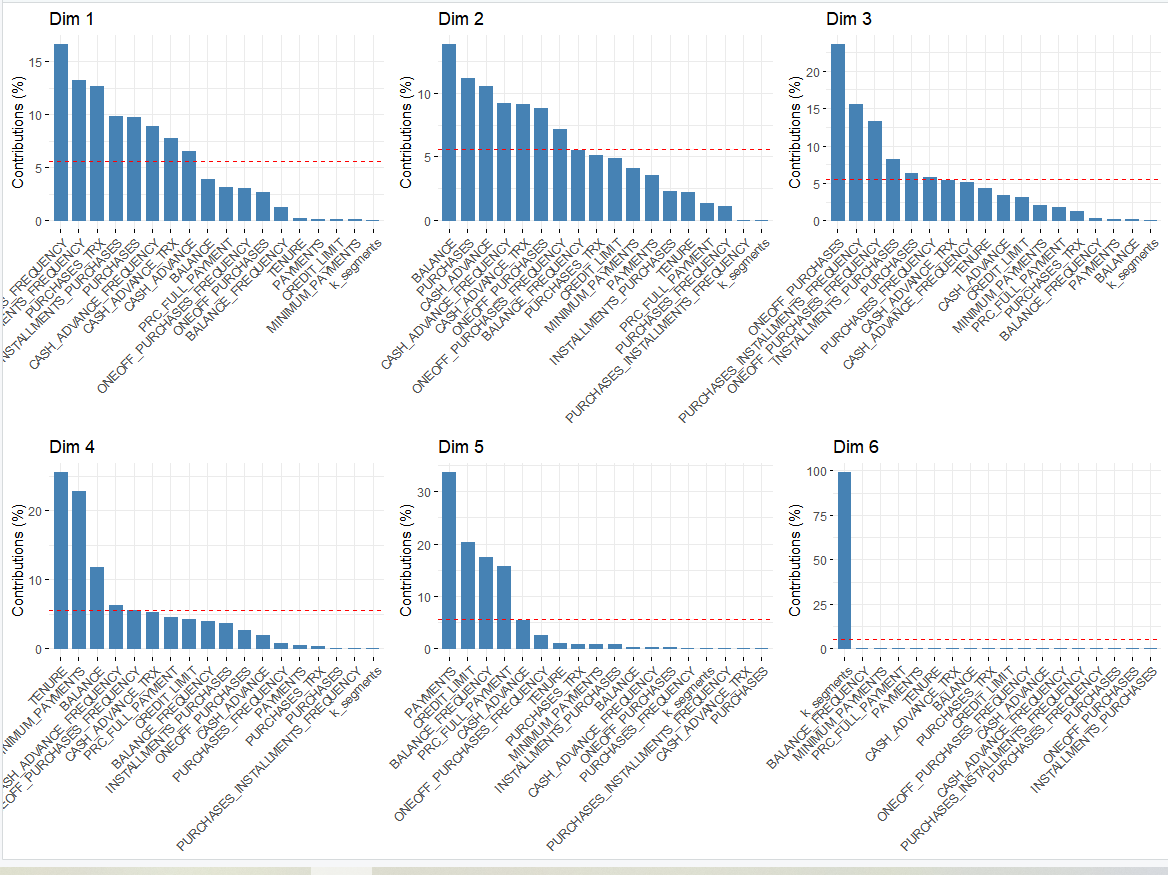 Dim 1
Contributions (%)
15
10
5
0
S_FREQUENCY
ENTS_FREQUENCY
PURCHASES_TRX
NSTALLMENTS_PURCHASES
PURCHASES
CASH_ADVANCE_FREQUENCY
CASH_ADVANCE_TRX
CASH_ADVANCE
BALANCE
PRC_FULL_PAYMENT
ONEOFF_PURCHASES_FREQUENCY
ONEOFF_PURCHASES
BALANCE_FREQUENCY
TENURE
PAYMENTS
CREDIT_LIMIT
MINIMUM_PAYMENTS
k_segments
Dim 2
Contributions (%)
10
5
0
BALANCE
PURCHASES
CASH_ADVANCE
CASH_ADVANCE_FREQUENCY
CASH_ADVANCE_TRX
ONEOFF_PURCHASES
ONEOFF_PURCHASES_FREQUENCY
BALANCE_FREQUENCY
PURCHASES_TRX
CREDIT_LIMIT
MINIMUM_PAYMENTS
PAYMENTS
INSTALLMENTS_PURCHASES
TENURE
PRC_FULL_PAYMENT
PURCHASES_FREQUENCY
PURCHASES_INSTALLMENTS_FREQUENCY
k_segments
Dim 3
Contributions (%)
20
15
10
5
0
ONEOFF_PURCHASES
PURCHASES_INSTALLMENTS_FREQUENCY
ONEOFF_PURCHASES_FREQUENCY
INSTALLMENTS_PURCHASES
PURCHASES
PURCHASES_FREQUENCY
CASH_ADVANCE_TRX
CASH_ADVANCE_FREQUENCY
TENURE
CASH_ADVANCE
CREDIT_LIMIT
MINIMUM_PAYMENTS
PRC_FULL_PAYMENT
PURCHASES_TRX
BALANCE_FREQUENCY
PAYMENTS
BALANCE
k_segments
Dim 4
Contributions (%)
20
10
0
TENURE
NIMUM_PAYMENTS
BALANCE
SH_ADVANCE_FREQUENCY
EOFF_PURCHASES_FREQUENCY
CASH_ADVANCE_TRX
PRC_FULL_PAYMENT
CREDIT_LIMIT
BALANCE_FREQUENCY
INSTALLMENTS_PURCHASES
ONEOFF_PURCHASES
CASH_ADVANCE
PURCHASES_FREQUENCY
PAYMENTS
PURCHASES_TRX
PURCHASES
PURCHASES_INSTALLMENTS_FREQUENCY
k_segments
Dim 5
Contributions (%)
30
20
10
0
PAYMENTS
CREDIT_LIMIT
BALANCE_FREQUENCY
PRC_FULL_PAYMENT
CASH_ADVANCE
ONEOFF_PURCHASES_FREQUENCY
TENURE
PURCHASES_TRX
MINIMUM_PAYMENTS
INSTALLMENTS_PURCHASES
BALANCE
CASH_ADVANCE_FREQUENCY
ONEOFF_PURCHASES
PURCHASES_FREQUENCY
k_segments
PURCHASES_INSTALLMENTS_FREQUENCY
CASH_ADVANCE_TRX
PURCHASES
Dim 6
Contributions (%)
100
75
50
25
0
k_segments
BALANCE_FREQUENCY
MINIMUM_PAYMENTS
PRC_FULL_PAYMENT
PAYMENTS
TENURE
CASH_ADVANCE_TRX
BALANCE
PURCHASES_TRX
CREDIT_LIMIT
ONEOFF_PURCHASES_FREQUENCY
CASH_ADVANCE
CASH_ADVANCE_FREQUENCY
PURCHASES_INSTALLMENTS_FREQUENCY
PURCHASES_FREQUENCY
ONEOFF_PURCHASES
PURCHASES
INSTALLMENTS_PURCHASES